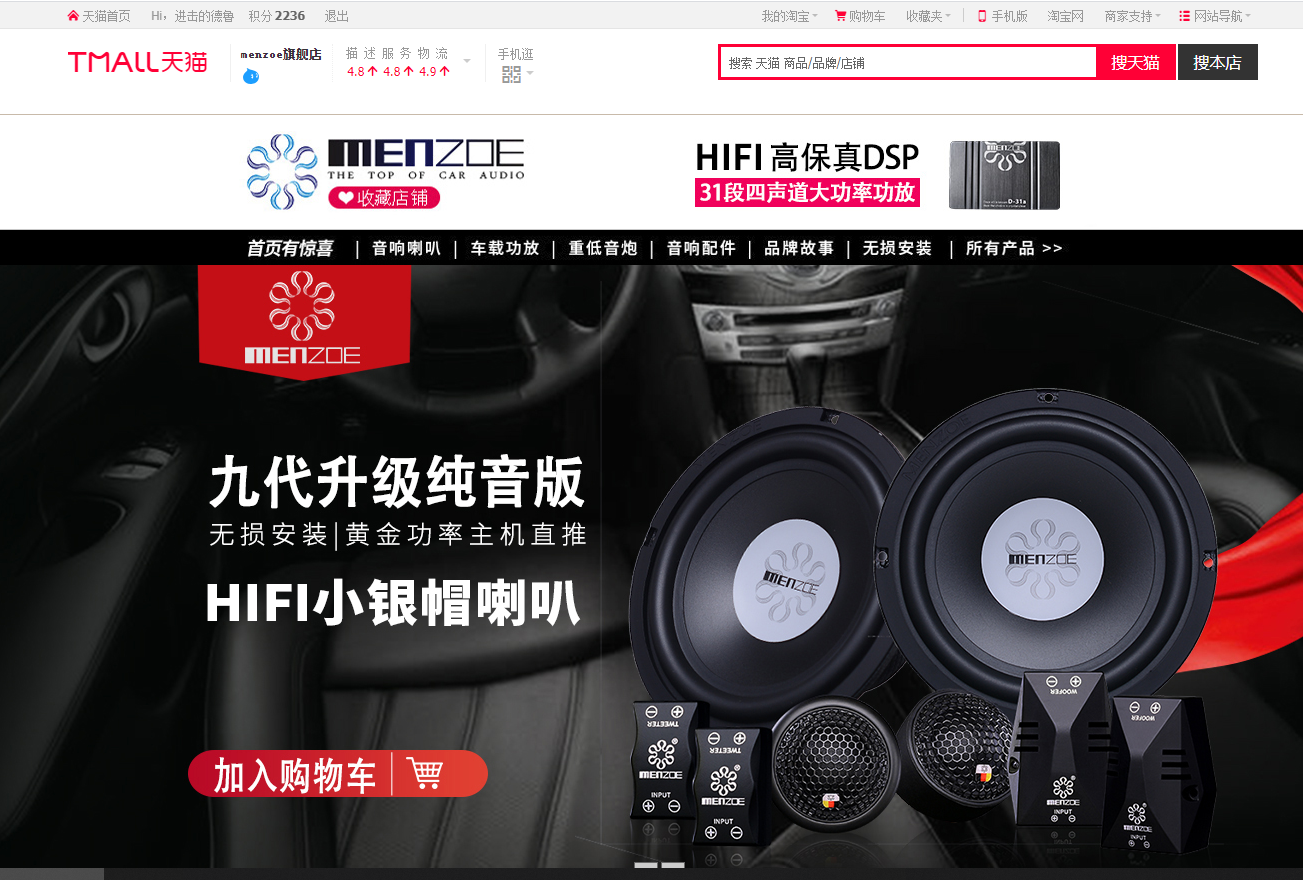 天猫首页 Hi，进击的德鲁 积分 2236 退出 我的淘宝 购物车 收藏夹 手机版 淘宝网 商家支持 网站导航
TMALL天猫
menzoe旗舰店
描 述 服 务 物 流
4.8 4.8 4.9
手机逛
搜索 天猫 商品/品牌/店铺
搜天猫
搜本店
MENZOE
THE TOP OF CAR AUDIO
收藏店铺
HIFI 高保真DSP
31段四声道大功率功放
MENZOE
D-31a
首页有惊喜 | 音响喇叭 | 车载功放 | 重低音炮 | 音响配件 | 品牌故事 | 无损安装 | 所有产品 >>
MENZOE
九代升级纯音版
无损安装|黄金功率主机直推
HIFI小银帽喇叭
加入购物车
MENZOE
MENZOE
TWEETER
MENZOE
INPUT
TWEETER
MENZOE
INPUT
WOOFER
MENZOE
INPUT
WOOFER
MENZOE
INPUT